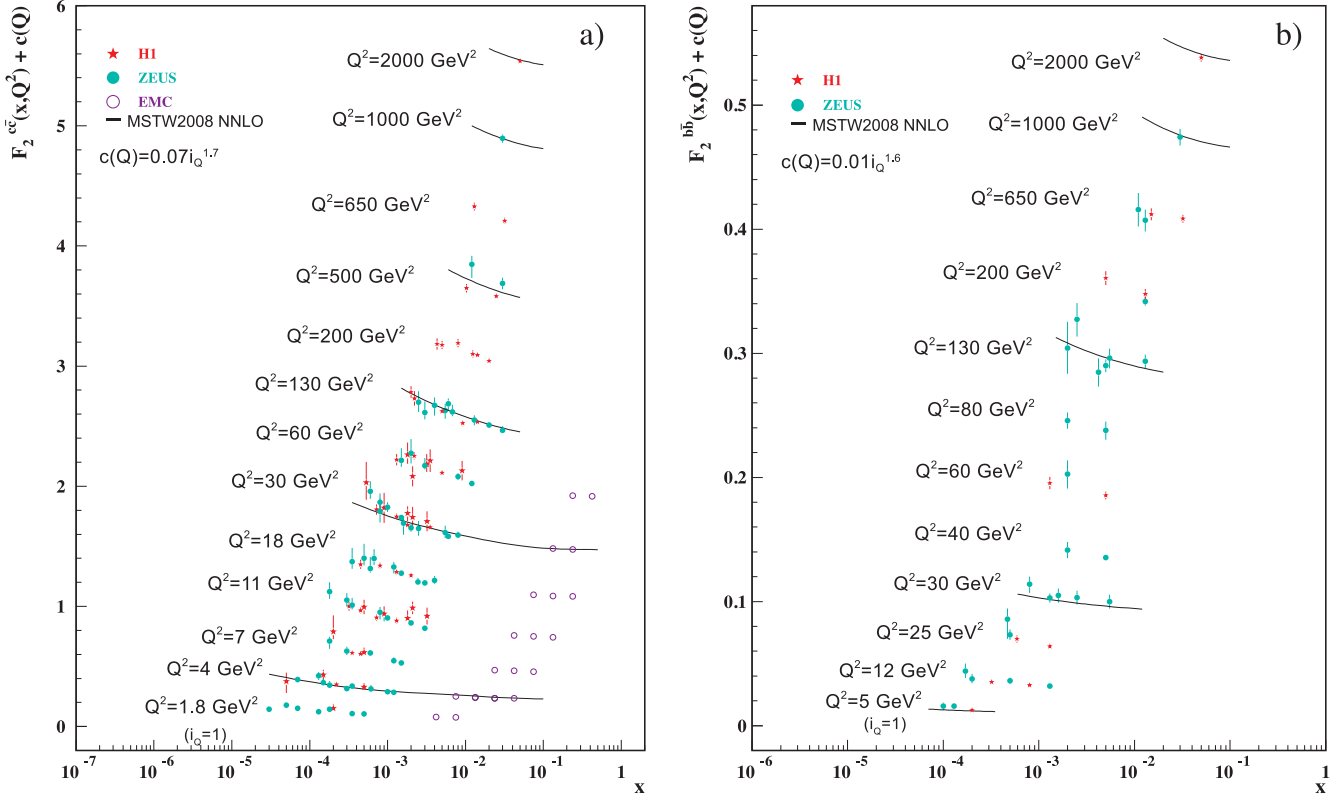 F₂ᶜᶜ̄(x,Q²) + c(Q)
a)
H1
ZEUS
EMC
MSTW2008 NNLO
c(Q)=0.07i_Q^1.7
Q²=2000 GeV²
Q²=1000 GeV²
Q²=650 GeV²
Q²=500 GeV²
Q²=200 GeV²
Q²=130 GeV²
Q²=60 GeV²
Q²=30 GeV²
Q²=18 GeV²
Q²=11 GeV²
Q²=7 GeV²
Q²=4 GeV²
Q²=1.8 GeV²
(i_Q=1)
6
5
4
3
2
1
0
10⁻⁷ 10⁻⁶ 10⁻⁵ 10⁻⁴ 10⁻³ 10⁻² 10⁻¹ 1
x
F₂ᵇᵇ̄(x,Q²) + c(Q)
b)
H1
ZEUS
MSTW2008 NNLO
c(Q)=0.01i_Q^1.6
Q²=2000 GeV²
Q²=1000 GeV²
Q²=650 GeV²
Q²=200 GeV²
Q²=130 GeV²
Q²=80 GeV²
Q²=60 GeV²
Q²=40 GeV²
Q²=30 GeV²
Q²=25 GeV²
Q²=12 GeV²
Q²=5 GeV²
(i_Q=1)
0.5
0.4
0.3
0.2
0.1
0
10⁻⁶ 10⁻⁵ 10⁻⁴ 10⁻³ 10⁻² 10⁻¹ 1
x